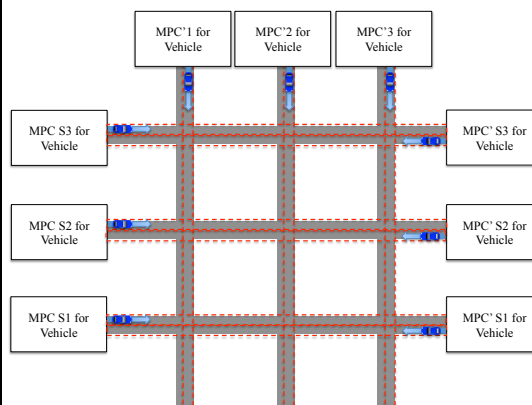 MPC’1 for
Vehicle
MPC’2 for
Vehicle
MPC’3 for
Vehicle
MPC S3 for
Vehicle
MPC’ S3 for
Vehicle
MPC S2 for
Vehicle
MPC’ S2 for
Vehicle
MPC S1 for
Vehicle
MPC’ S1 for
Vehicle